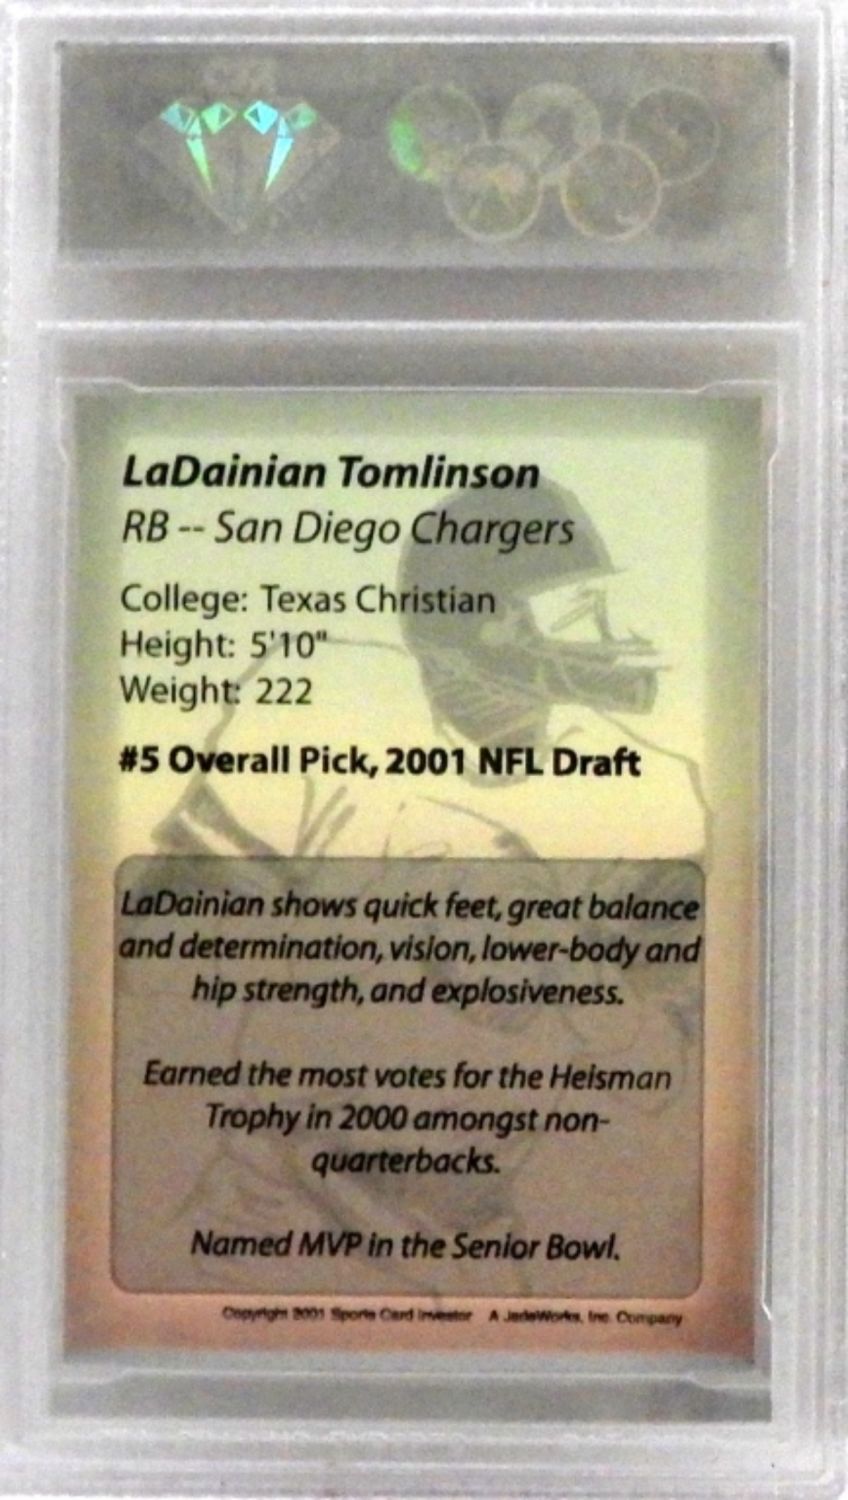 LaDainian Tomlinson
RB -- San Diego Chargers
College: Texas Christian
Height: 5'10"
Weight: 222
#5 Overall Pick, 2001 NFL Draft
LaDainian shows quick feet, great balance
and determination, vision, lower-body and
hip strength, and explosiveness.
Earned the most votes for the Heisman
Trophy in 2000 amongst non-
quarterbacks.
Named MVP in the Senior Bowl.
Copyright 2001 Sports Card Investor A JadeWorks, Inc. Company